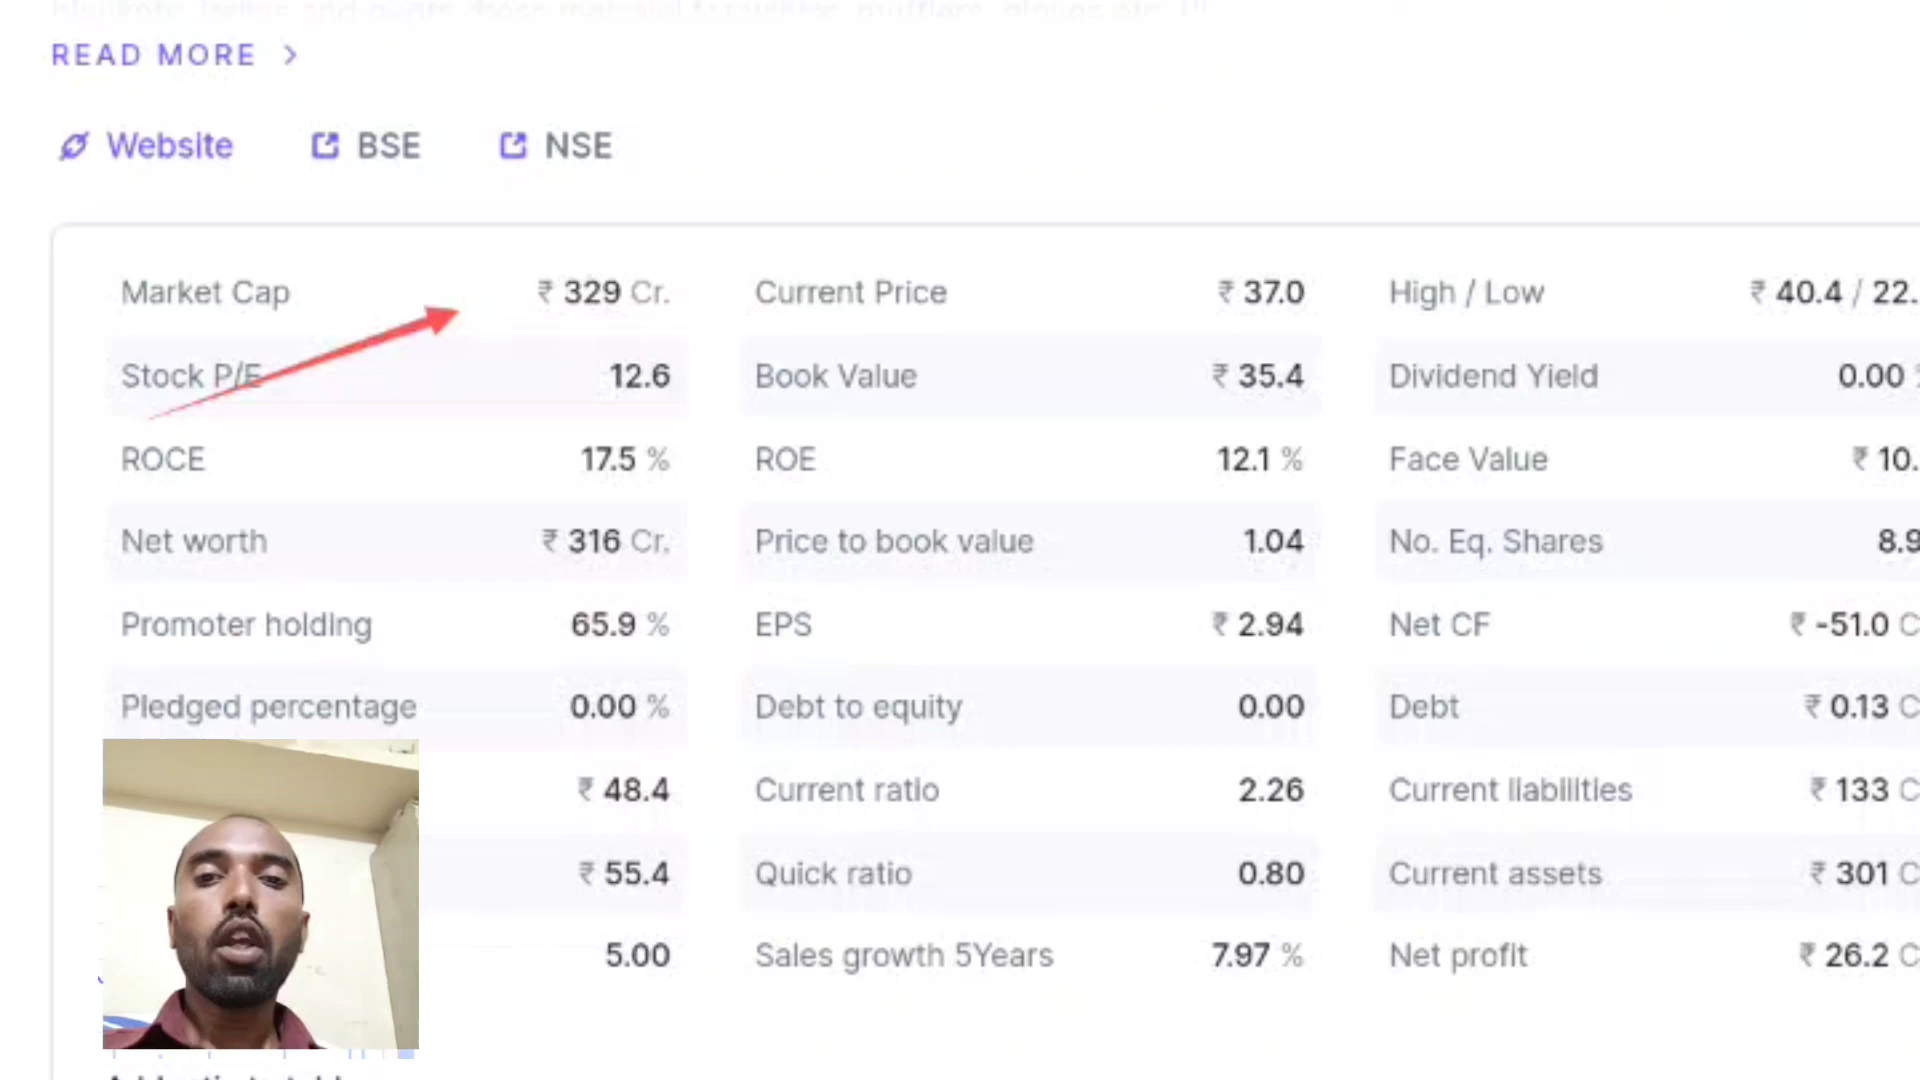 READ MORE >
Website BSE NSE
Market Cap ₹ 329 Cr. Current Price ₹ 37.0 High / Low ₹ 40.4 / 22.
Stock P/E 12.6 Book Value ₹ 35.4 Dividend Yield 0.00
ROCE 17.5 % ROE 12.1 % Face Value ₹ 10.
Net worth ₹ 316 Cr. Price to book value 1.04 No. Eq. Shares 8.9
Promoter holding 65.9 % EPS ₹ 2.94 Net CF ₹ -51.0 C
Pledged percentage 0.00 % Debt to equity 0.00 Debt ₹ 0.13 C
₹ 48.4 Current ratio 2.26 Current liabilities ₹ 133 C
₹ 55.4 Quick ratio 0.80 Current assets ₹ 301 C
5.00 Sales growth 5Years 7.97 % Net profit ₹ 26.2 C